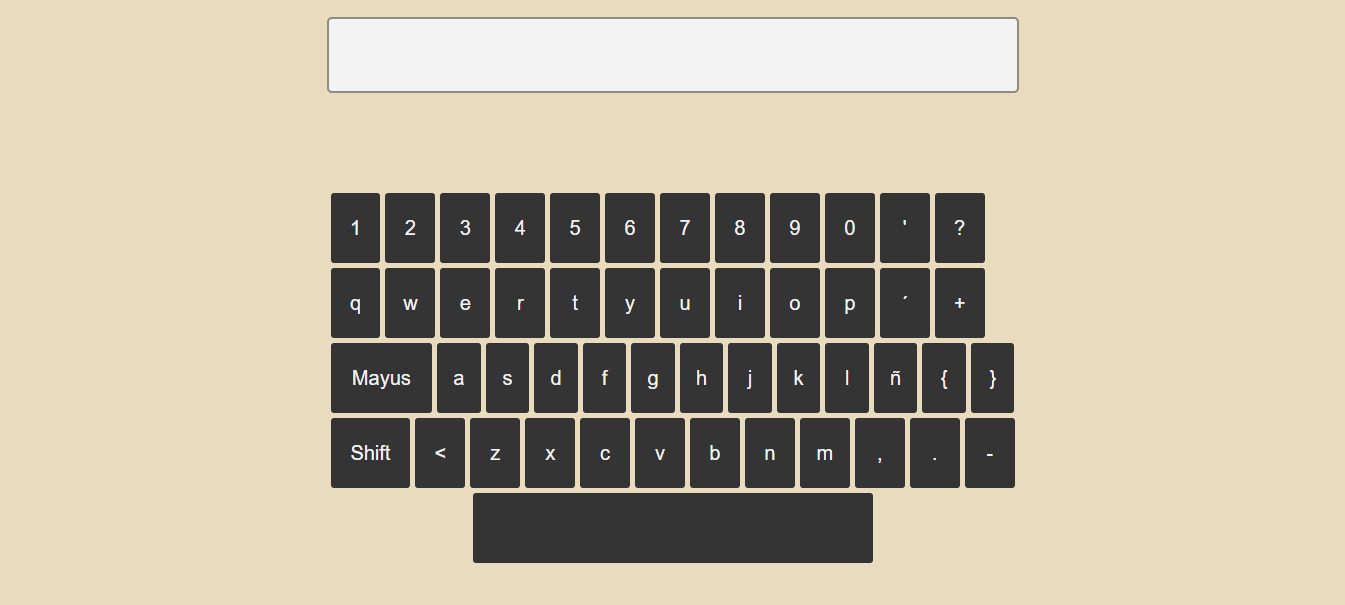 1 2 3 4 5 6 7 8 9 0 ' ?
q w e r t y u i o p ´ +
Mayus a s d f g h j k l ñ { }
Shift < z x c v b n m , . -